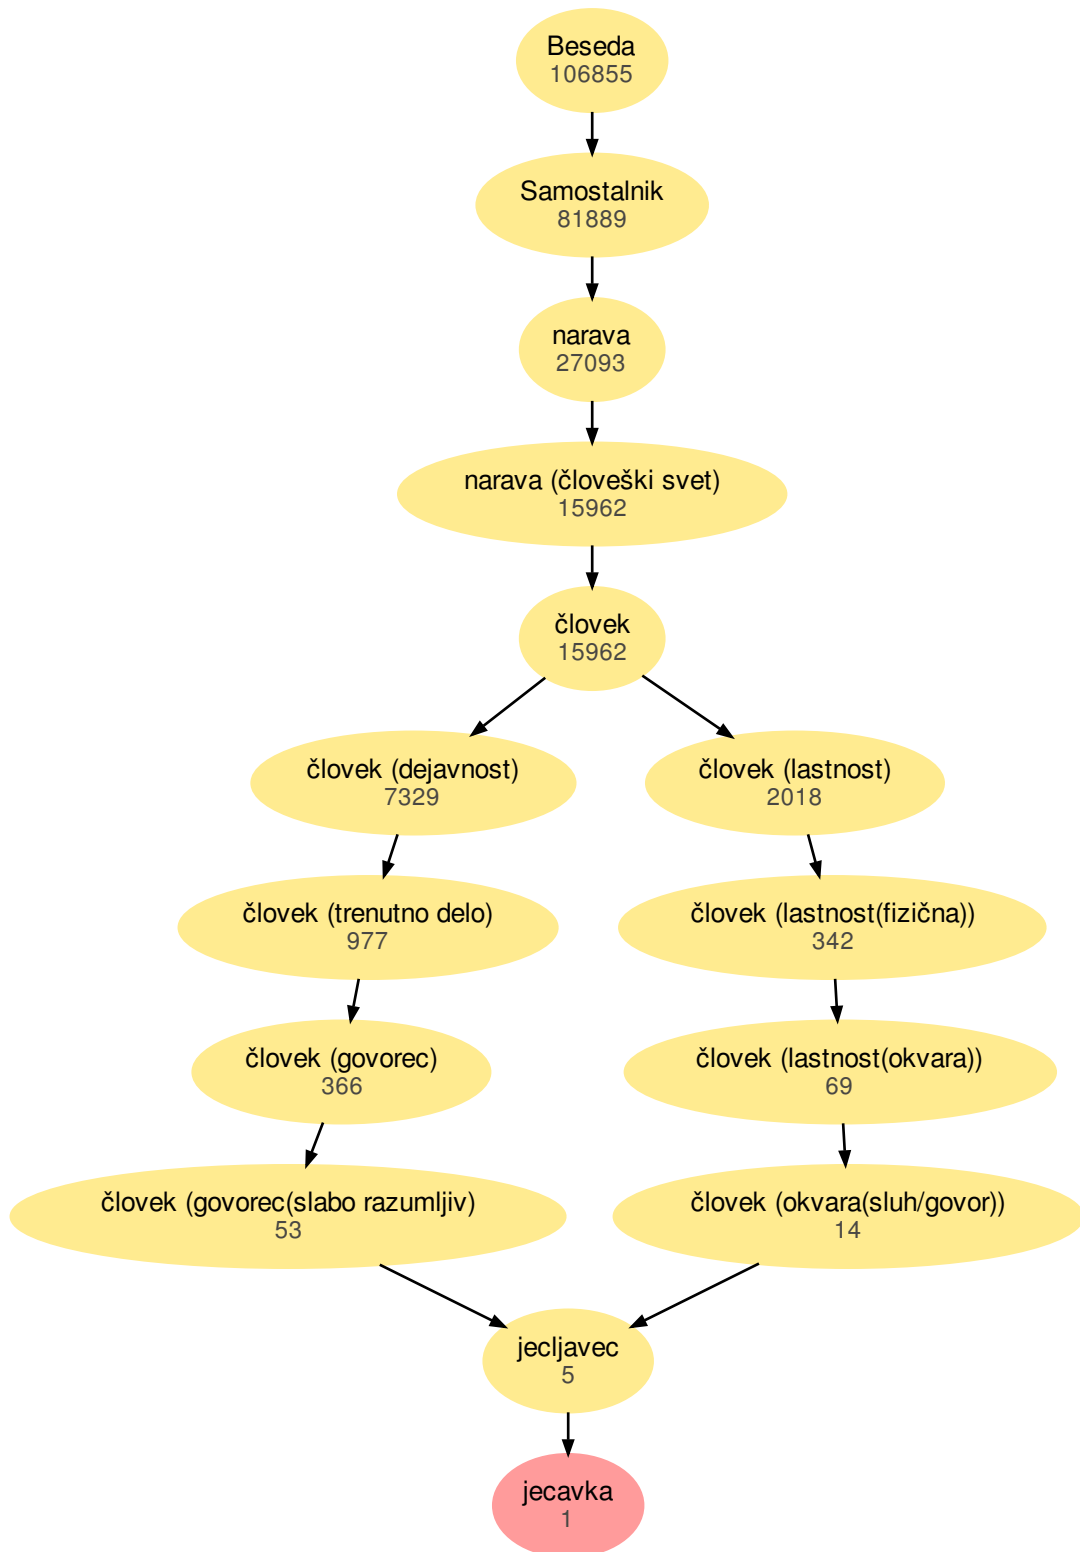 Beseda
106855
Samostalnik
81889
narava
27093
narava (človeški svet)
15962
človek
15962
človek (dejavnost)
7329
človek (lastnost)
2018
človek (trenutno delo)
977
človek (lastnost(fizična))
342
človek (govorec)
366
človek (lastnost(okvara))
69
človek (govorec(slabo razumljiv)
53
človek (okvara(sluh/govor))
14
jecljavec
5
jecavka
1